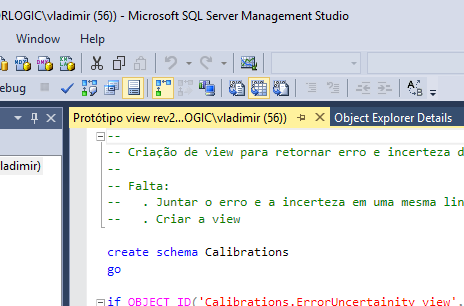 ORLOGIC\vladimir (56)) - Microsoft SQL Server Management Studio
Window Help
ebug
Protótipo view rev2...OGIC\vladimir (56)) Object Explorer Details
ladimir)
--
-- Criação de view para retornar erro e incerteza d
--
-- Falta:
-- . Juntar o erro e a incerteza em uma mesma lin
-- . Criar a view
create schema Calibrations
go
if OBJECT_ID('Calibrations.ErrorUncertainity_view',